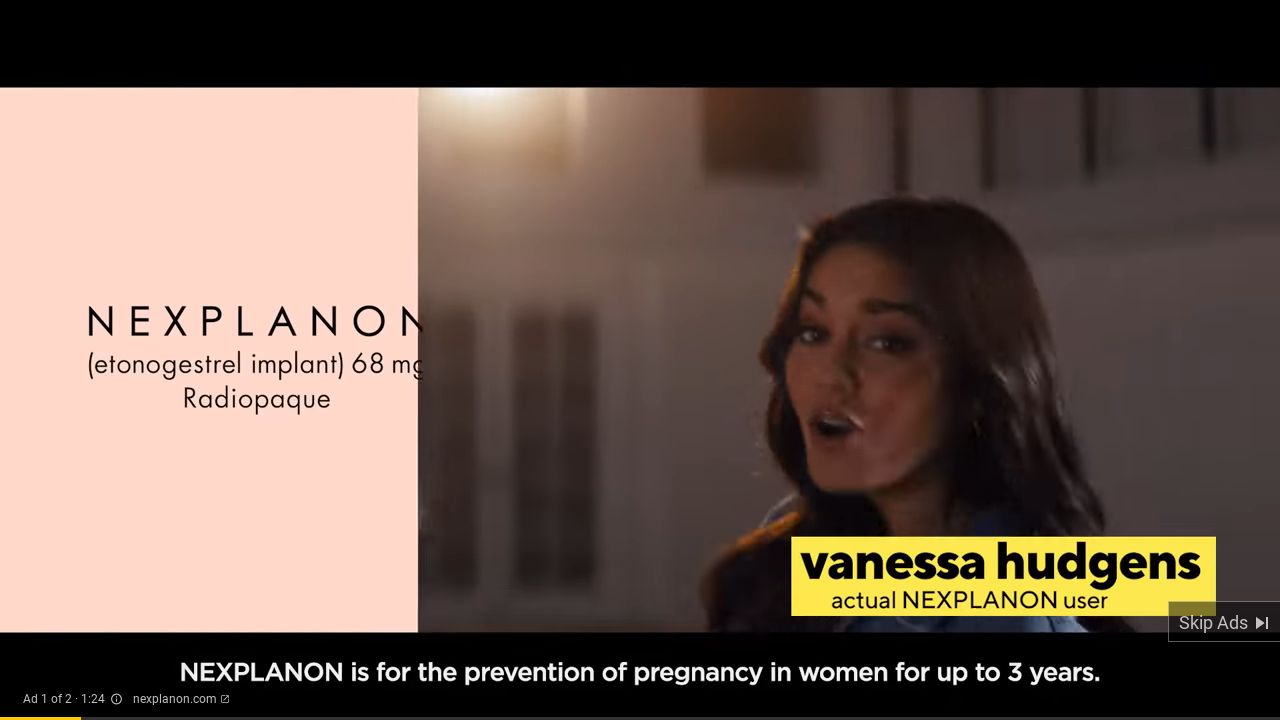 NEXPLANON
(etonogestrel implant) 68 mg
Radiopaque
vanessa hudgens
actual NEXPLANON user
Skip Ads
NEXPLANON is for the prevention of pregnancy in women for up to 3 years.
Ad 1 of 2 · 1:24 nexplanon.com